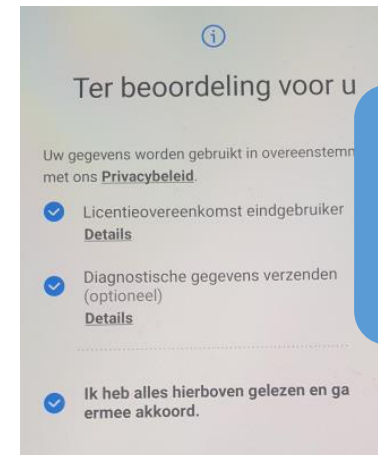 Ter beoordeling voor u
Uw gegevens worden gebruikt in
met ons Privacybeleid.
Licentieovereenkomst eindgebruiker
Details
Diagnostische gegevens verzenden
(optioneel)
Details
Ik heb alles hierboven gelezen en ga
ermee akkoord.